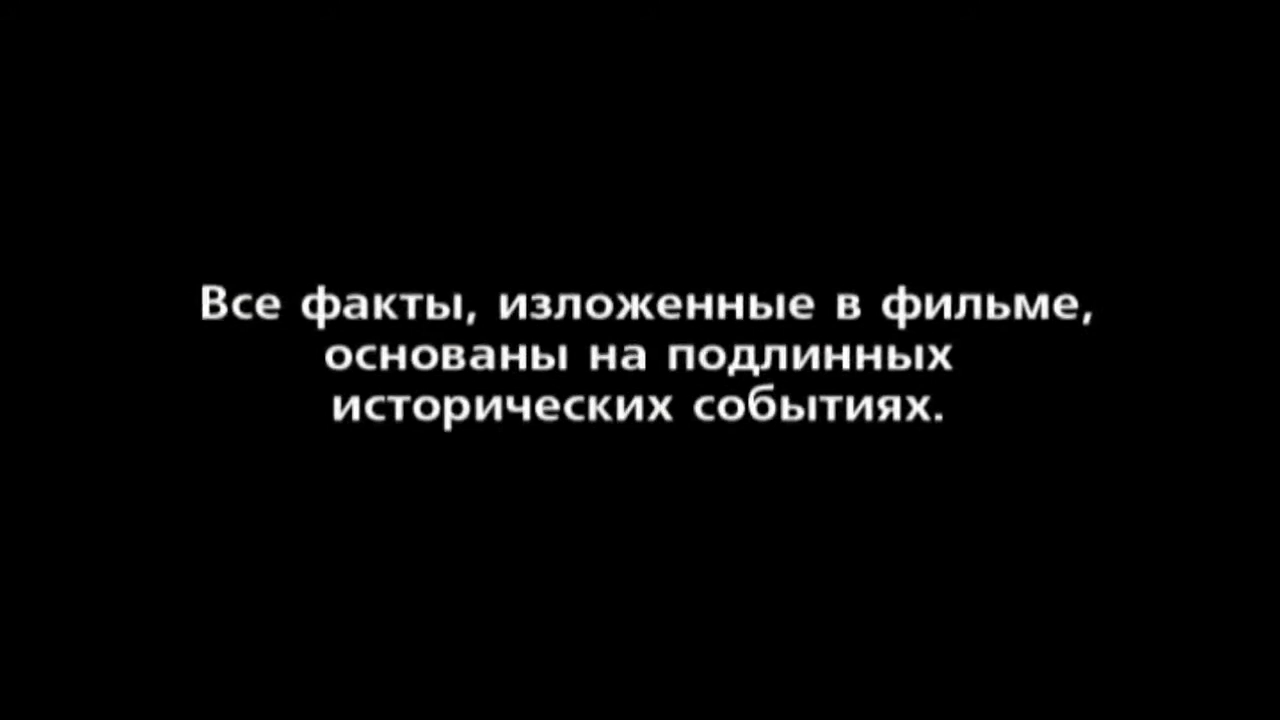 Все факты, изложенные в фильме,
основаны на подлинных
исторических событиях.